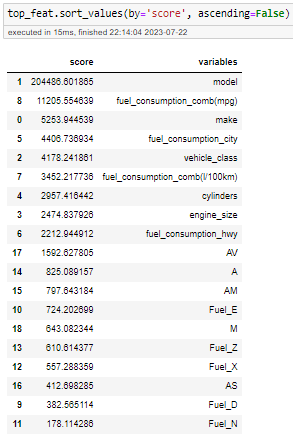 top_feat.sort_values(by='score', ascending=False)
executed in 15ms, finished 22:14:04 2023-07-22
score variables
1 204486.601865 model
8 11205.554639 fuel_consumption_comb(mpg)
0 5253.944539 make
5 4406.736934 fuel_consumption_city
2 4178.241861 vehicle_class
7 3452.217736 fuel_consumption_comb(l/100km)
4 2957.416442 cylinders
3 2474.837926 engine_size
6 2212.944912 fuel_consumption_hwy
17 1592.627805 AV
14 825.089157 A
15 797.643184 AM
10 724.202699 Fuel_E
18 643.082344 M
13 610.614377 Fuel_Z
12 557.288359 Fuel_X
16 412.698285 AS
9 382.565114 Fuel_D
11 178.114286 Fuel_N